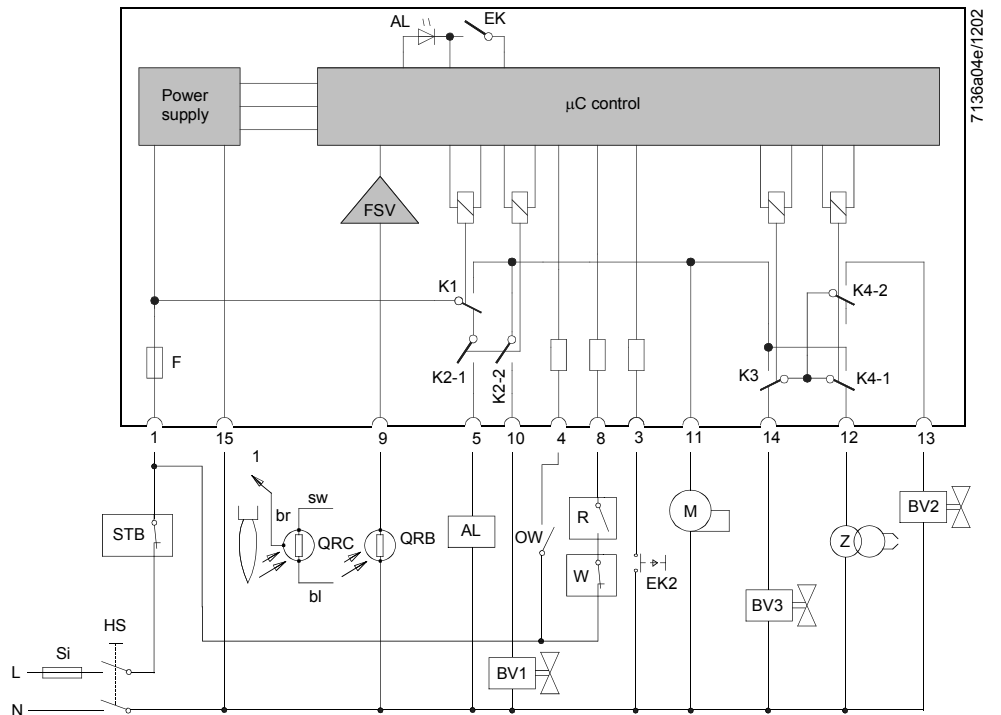 7136a04e/1202
AL
EK
Power
supply
µC control
FSV
K1
K4-2
F
K2-1
K2-2
K3
K4-1
1
15
9
5
10
4
8
3
11
14
12
13
1
sw
br
STB
QRC
QRB
AL
OW
R
W
EK2
M
Z
BV2
bl
BV3
HS
Si
L
BV1
N